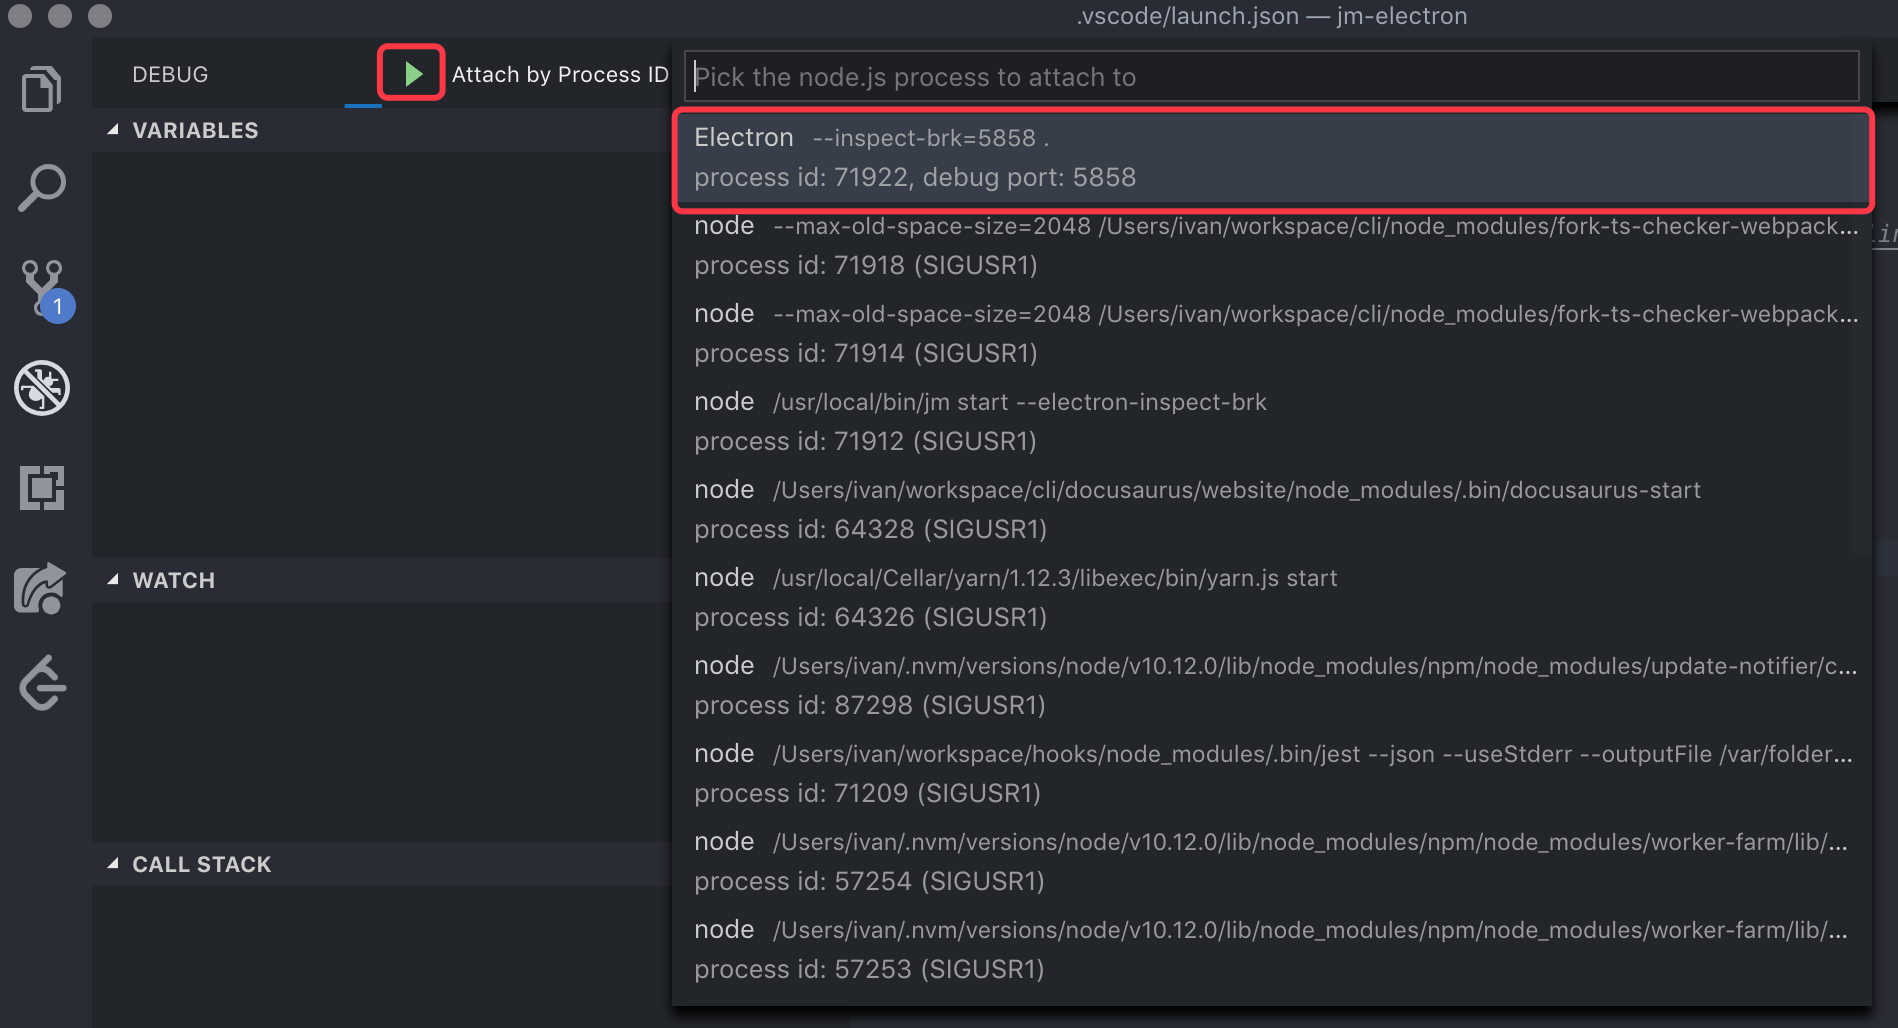 .vscode/launch.json — jm-electron
DEBUG
Attach by Process ID
Pick the node.js process to attach to
VARIABLES
Electron --inspect-brk=5858 .
process id: 71922, debug port: 5858
node --max-old-space-size=2048 /Users/ivan/workspace/cli/node_modules/fork-ts-checker-webpack...
process id: 71918 (SIGUSR1)
node --max-old-space-size=2048 /Users/ivan/workspace/cli/node_modules/fork-ts-checker-webpack...
process id: 71914 (SIGUSR1)
1
node /usr/local/bin/jm start --electron-inspect-brk
process id: 71912 (SIGUSR1)
node /Users/ivan/workspace/cli/docusaurus/website/node_modules/.bin/docusaurus-start
process id: 64328 (SIGUSR1)
WATCH
node /usr/local/Cellar/yarn/1.12.3/libexec/bin/yarn.js start
process id: 64326 (SIGUSR1)
node /Users/ivan/.nvm/versions/node/v10.12.0/lib/node_modules/npm/node_modules/update-notifier/c...
process id: 87298 (SIGUSR1)
node /Users/ivan/workspace/hooks/node_modules/.bin/jest --json --useStderr --outputFile /var/folder...
process id: 71209 (SIGUSR1)
CALL STACK
node /Users/ivan/.nvm/versions/node/v10.12.0/lib/node_modules/npm/node_modules/worker-farm/lib/...
process id: 57254 (SIGUSR1)
node /Users/ivan/.nvm/versions/node/v10.12.0/lib/node_modules/npm/node_modules/worker-farm/lib/...
process id: 57253 (SIGUSR1)